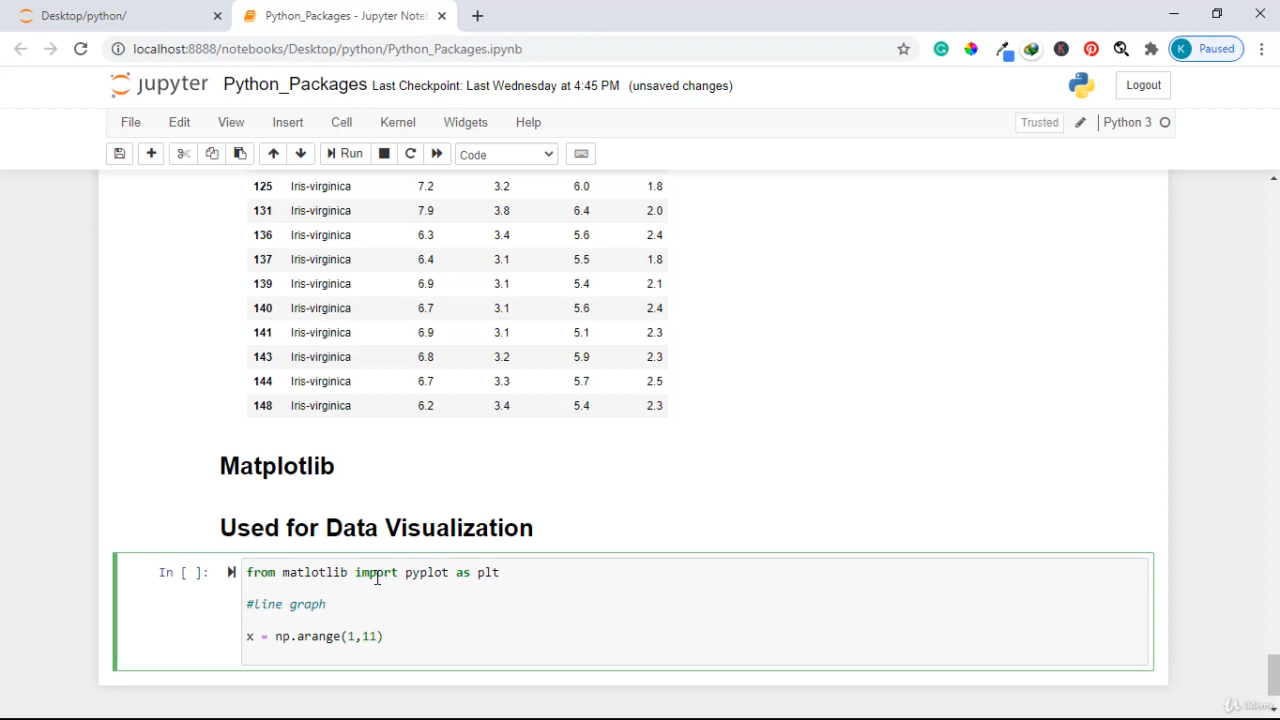 Desktop/python/
Python_Packages - Jupyter Note
localhost:8888/notebooks/Desktop/python/Python_Packages.ipynb
K Paused
jupyter Python_Packages Last Checkpoint: Last Wednesday at 4:45 PM (unsaved changes)
Logout
File Edit View Insert Cell Kernel Widgets Help
Trusted Python 3
Run Code
125 Iris-virginica 7.2 3.2 6.0 1.8
131 Iris-virginica 7.9 3.8 6.4 2.0
136 Iris-virginica 6.3 3.4 5.6 2.4
137 Iris-virginica 6.4 3.1 5.5 1.8
139 Iris-virginica 6.9 3.1 5.4 2.1
140 Iris-virginica 6.7 3.1 5.6 2.4
141 Iris-virginica 6.9 3.1 5.1 2.3
143 Iris-virginica 6.8 3.2 5.9 2.3
144 Iris-virginica 6.7 3.3 5.7 2.5
148 Iris-virginica 6.2 3.4 5.4 2.3
Matplotlib
Used for Data Visualization
In [ ]: from matlotlib import pyplot as plt
#line graph
x = np.arange(1,11)
Udemy